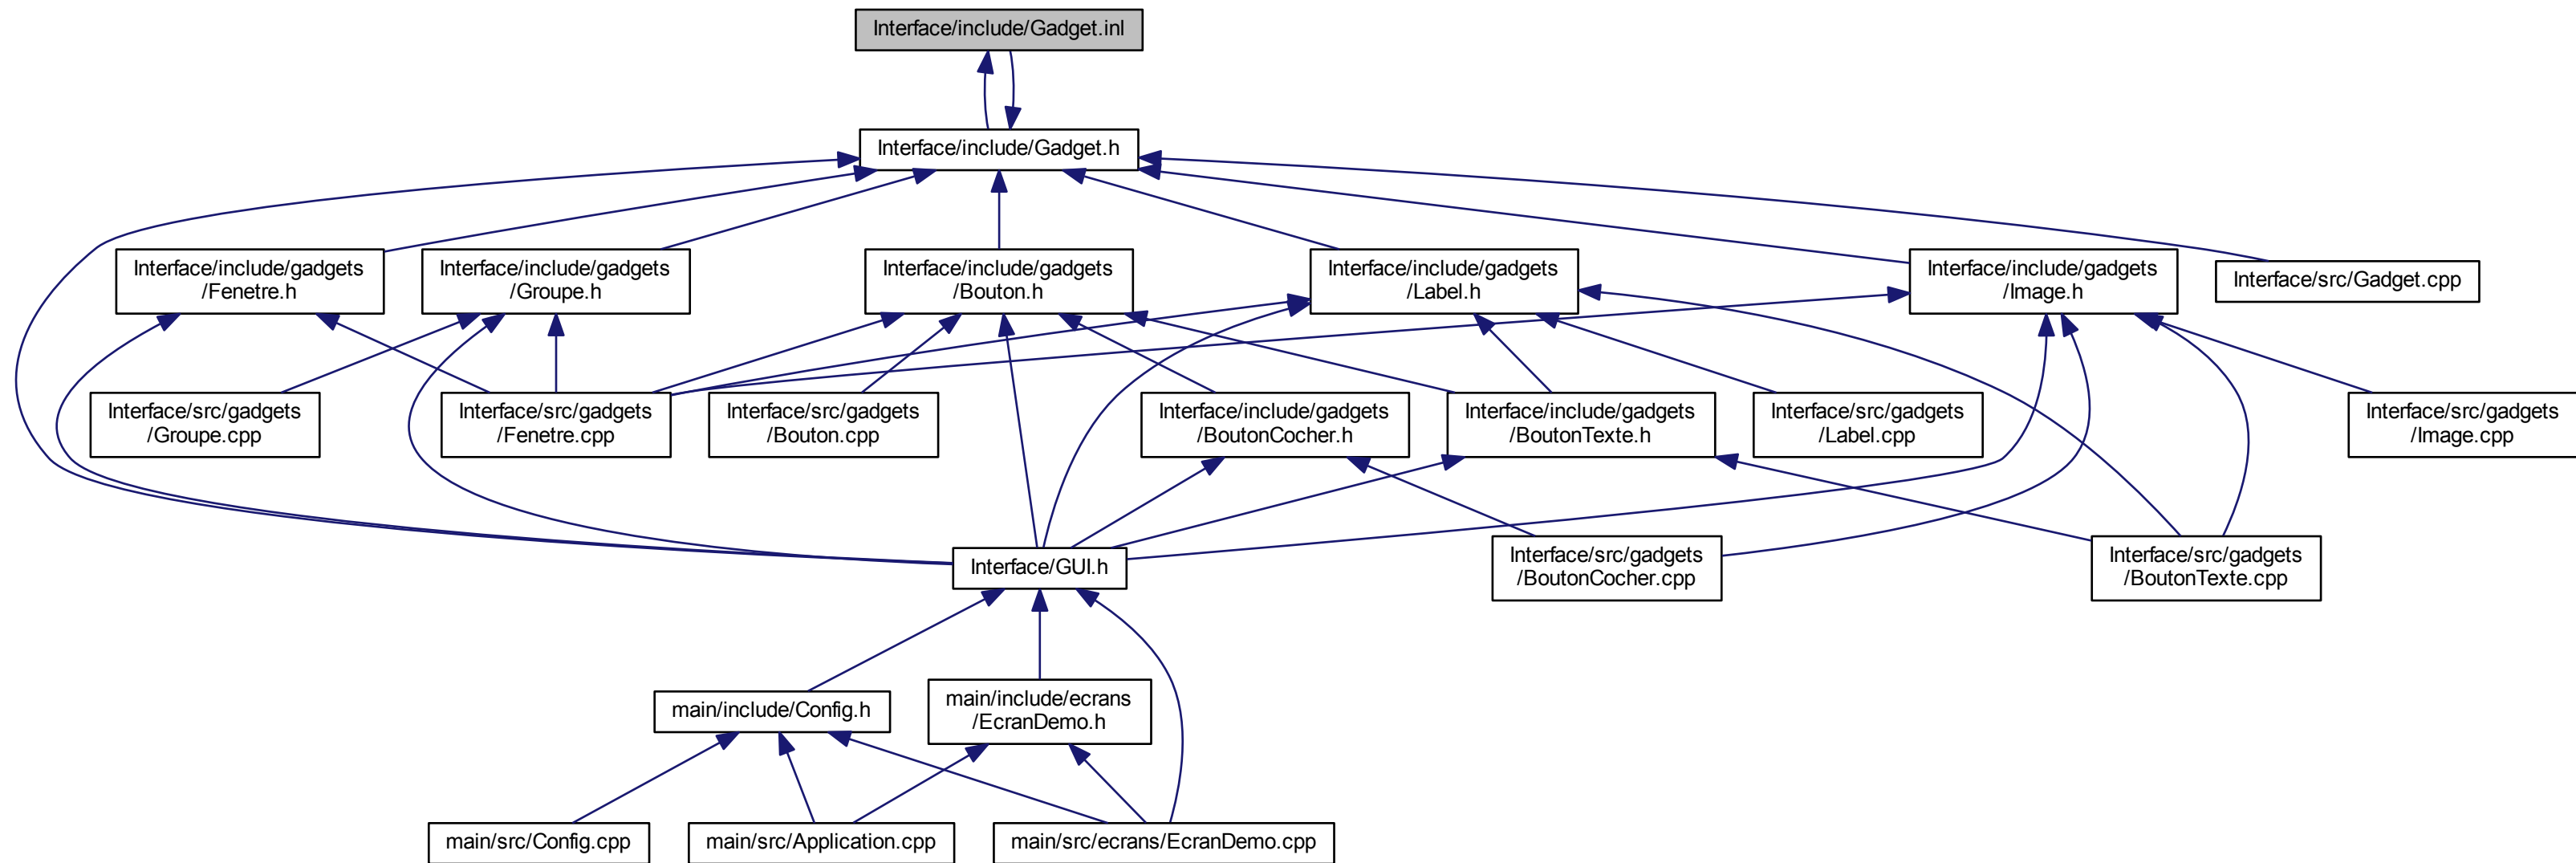 Interface/include/Gadget.inl
Interface/include/Gadget.h
Interface/include/gadgets
/Fenetre.h
Interface/include/gadgets
/Groupe.h
Interface/include/gadgets
/Bouton.h
Interface/include/gadgets
/Label.h
Interface/include/gadgets
/Image.h
Interface/src/Gadget.cpp
Interface/src/gadgets
/Groupe.cpp
Interface/src/gadgets
/Fenetre.cpp
Interface/src/gadgets
/Bouton.cpp
Interface/include/gadgets
/BoutonCocher.h
Interface/include/gadgets
/BoutonTexte.h
Interface/src/gadgets
/Label.cpp
Interface/src/gadgets
/Image.cpp
Interface/GUI.h
Interface/src/gadgets
/BoutonCocher.cpp
Interface/src/gadgets
/BoutonTexte.cpp
main/include/Config.h
main/include/ecrans
/EcranDemo.h
main/src/Config.cpp
main/src/Application.cpp
main/src/ecrans/EcranDemo.cpp